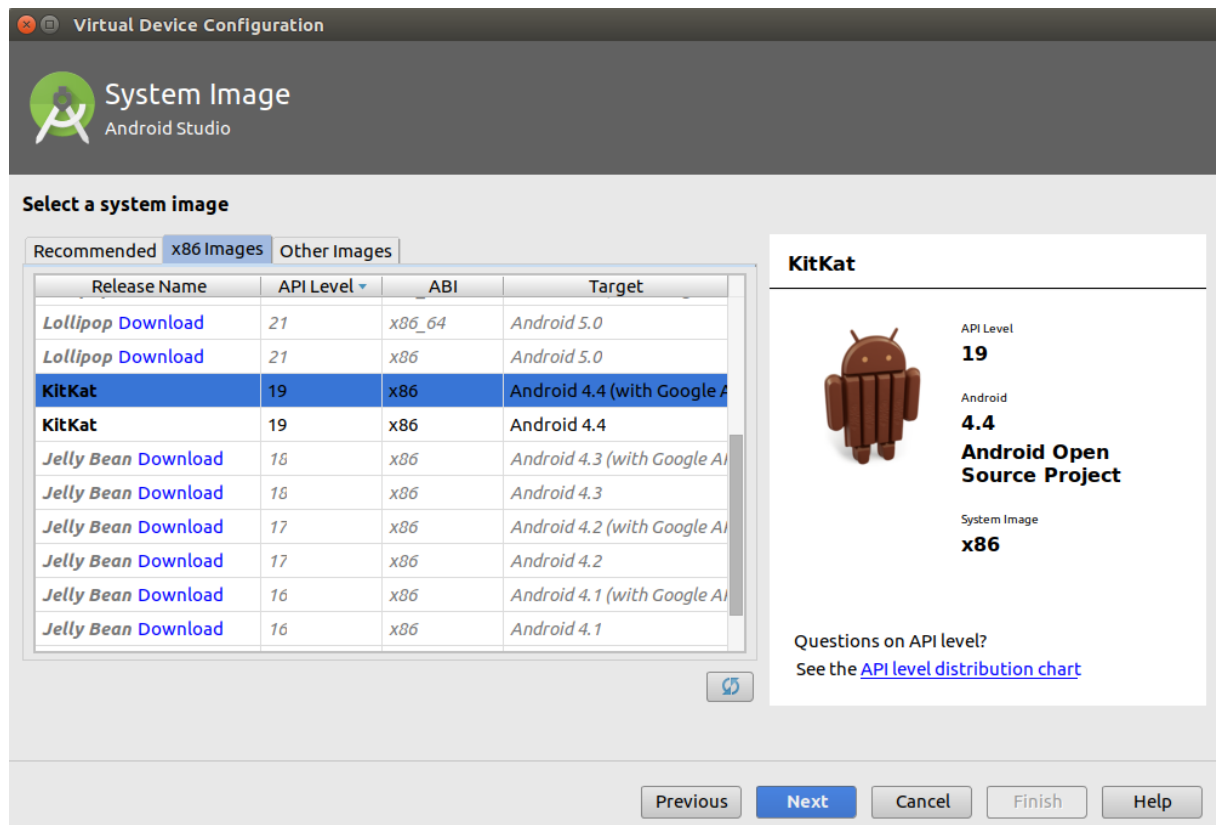 Virtual Device Configuration
System Image
Android Studio
Select a system image
Recommended x86 Images Other Images
Release Name API Level ABI Target
Lollipop Download 21 x86_64 Android 5.0
Lollipop Download 21 x86 Android 5.0
KitKat 19 x86 Android 4.4 (with Google A
KitKat 19 x86 Android 4.4
Jelly Bean Download 18 x86 Android 4.3 (with Google AI
Jelly Bean Download 18 x86 Android 4.3
Jelly Bean Download 17 x86 Android 4.2 (with Google AI
Jelly Bean Download 17 x86 Android 4.2
Jelly Bean Download 16 x86 Android 4.1 (with Google AI
Jelly Bean Download 16 x86 Android 4.1
KitKat
API Level
19
Android
4.4
Android Open
Source Project
System Image
x86
Questions on API level?
See the API level distribution chart
Previous Next Cancel Finish Help